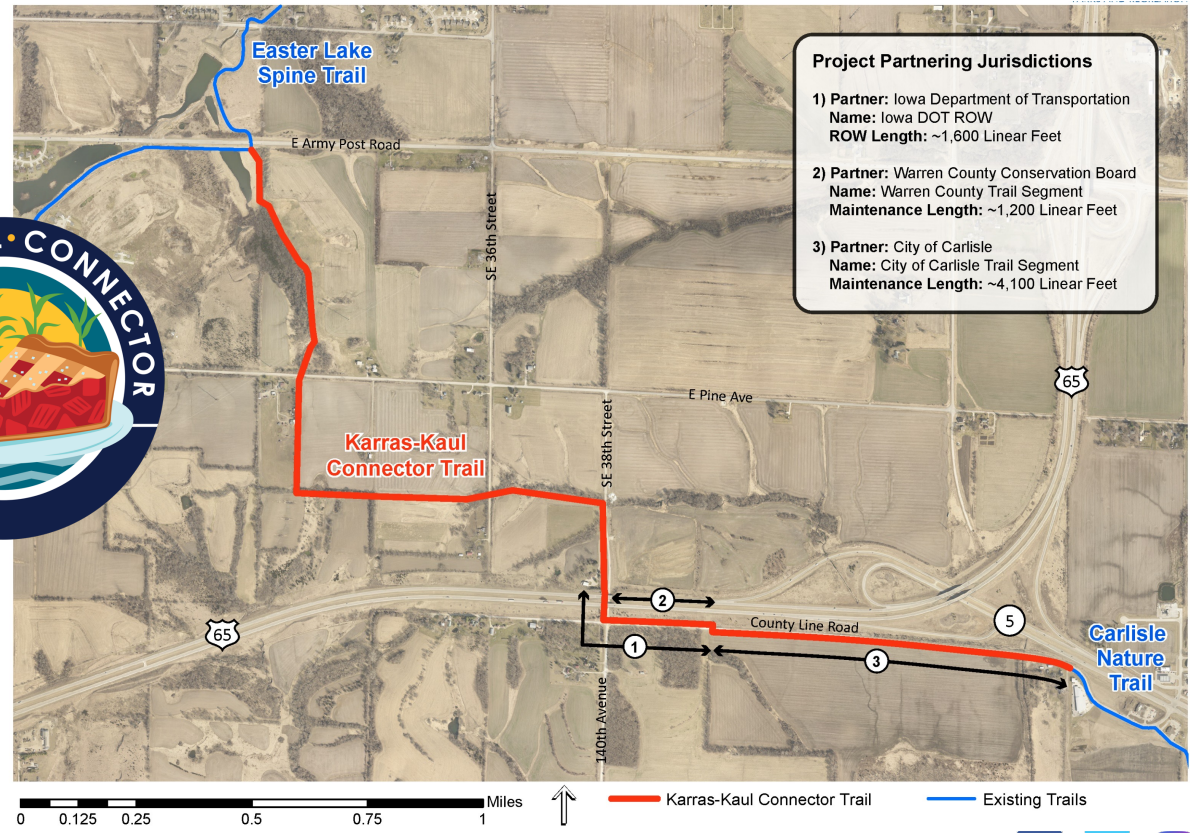 Easter Lake
Spine Trail
E Army Post Road
SE 36th Street
Project Partnering Jurisdictions
1) Partner: Iowa Department of Transportation
Name: Iowa DOT ROW
ROW Length: ~1,600 Linear Feet
2) Partner: Warren County Conservation Board
Name: Warren County Trail Segment
Maintenance Length: ~1,200 Linear Feet
3) Partner: City of Carlisle
Name: City of Carlisle Trail Segment
Maintenance Length: ~4,100 Linear Feet
CONNECTOR
65
E Pine Ave
SE 38th Street
Karras-Kaul
Connector Trail
2
County Line Road
5
65
1
3
Carlisle
Nature
Trail
140th Avenue
Miles
0 0.125 0.25 0.5 0.75 1
Karras-Kaul Connector Trail
Existing Trails